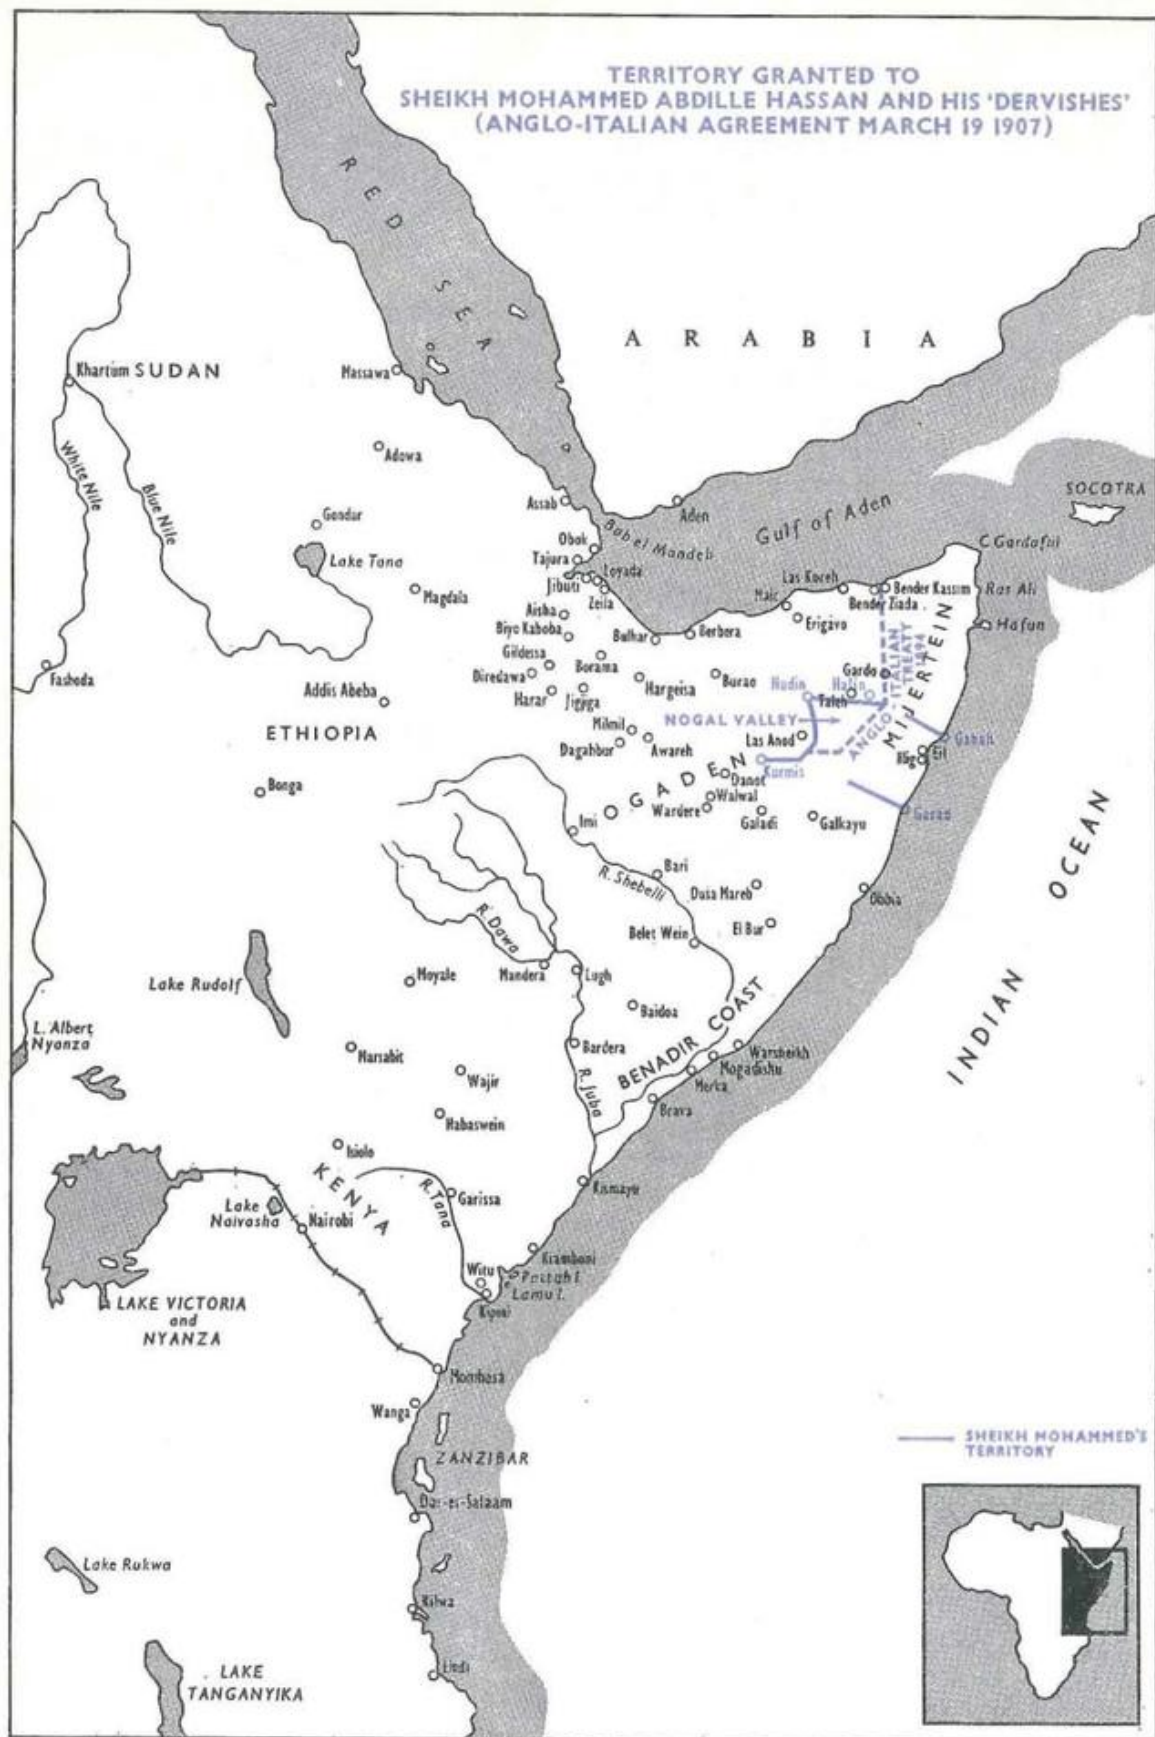 TERRITORY GRANTED TO
SHEIKH MOHAMMED ABDILLE HASSAN AND HIS 'DERVISHES'
(ANGLO-ITALIAN AGREEMENT MARCH 19 1907)
RED SEA
ARABIA
Khartūm SUDAN
Massawa
White Nile
Blue Nile
Adowa
Gondar
Lake Tana
Magdala
Fashoda
Assab
Aden
Gulf of Aden
SOCOTRA
Bab el Mandeb
Obok
Tajura
Loyada
Jibuti
Zeila
Aisha
Biyo Kaboba
Gildessa
Diredawa
Harar
Jigjiga
Borama
Bulhar
Berbera
Hargeisa
Burao
Las Koreh
Maic
Erigavo
Bender Kassim
Bender Ziada
C Gardaful
Ras Ali
Hafun
Gardo
Hudin
Halin
Taleh
ANGLO-ITALIAN
TREATY
1894
MIJERTEIN
Addis Abeba
ETHIOPIA
Milmil
Awareh
Dagahbur
NOGAL VALLEY
Las Anod
Kurmis
Eil
Illig
Gabait
Garad
Bonga
OGADEN
Danot
Walwal
Wardere
Galadi
Galkayu
Imi
R. Shebelli
Bari
Dusa Mareb
Obbia
El Bur
Belet Wein
R. Dawa
Mandera
Lugh
Moyale
Lake Rudolf
L. Albert
Nyanza
Baidoa
Bardera
R. Juba
BENADIR COAST
Warsheikh
Mogadishu
Merka
Brava
INDIAN OCEAN
Marsabit
Wajir
Habaswein
Isiolo
KENYA
R. Tana
Garissa
Kismayu
Lake
Naivasha
Nairobi
LAKE VICTORIA
and
NYANZA
Kiamboni
Witu
Pattah I.
Lamu I.
Kipini
Mombasa
Wanga
ZANZIBAR
Dar-es-Salaam
SHEIKH MOHAMMED'S
TERRITORY
Lake Rukwa
Kilwa
Lindi
LAKE
TANGANYIKA